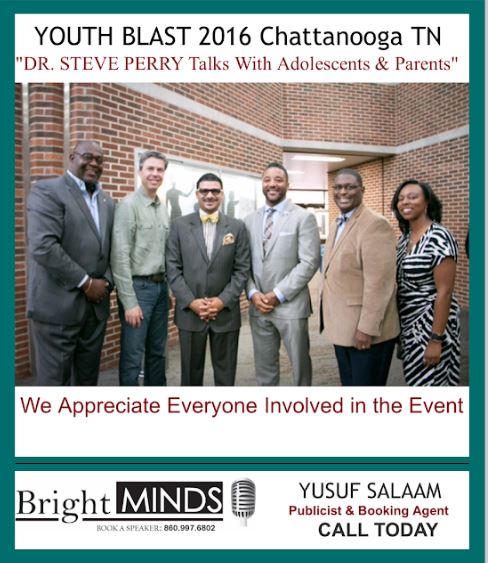 YOUTH BLAST 2016 Chattanooga TN
"DR. STEVE PERRY Talks With Adolescents & Parents"
We Appreciate Everyone Involved in the Event
Bright MINDS
BOOK A SPEAKER: 860.997.6802
YUSUF SALAAM
Publicist & Booking Agent
CALL TODAY